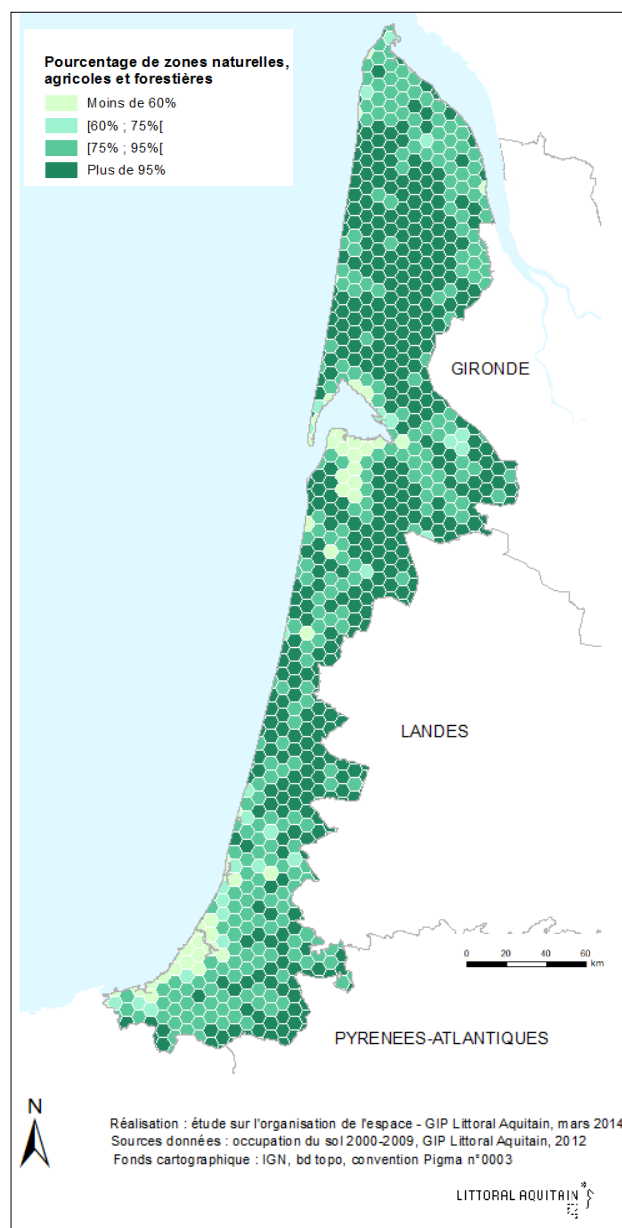 Pourcentage de zones naturelles,
agricoles et forestières
Moins de 60%
[60% ; 75%[
[75% ; 95%[
Plus de 95%
GIRONDE
LANDES
0 20 40 60
km
PYRENEES-ATLANTIQUES
N
Réalisation : étude sur l'organisation de l'espace - GIP Littoral Aquitain, mars 2014
Sources données : occupation du sol 2000-2009, GIP Littoral Aquitain, 2012
Fonds cartographique : IGN, bd topo, convention Pigma n°0003
LITTORAL AQUITAIN